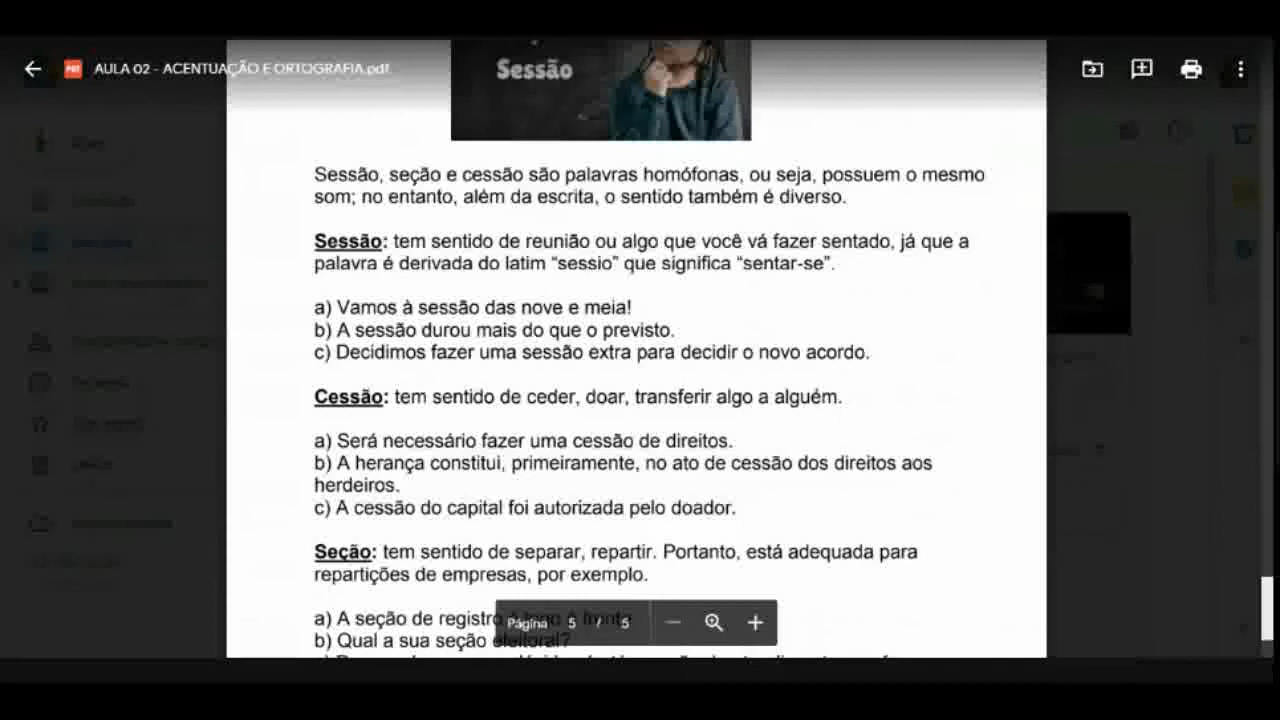 AULA 02 - ACENTUAÇÃO E ORTOGRAFIA.pdf
Sessão
Sessão, seção e cessão são palavras homófonas, ou seja, possuem o mesmo
som; no entanto, além da escrita, o sentido também é diverso.
Sessão: tem sentido de reunião ou algo que você vá fazer sentado, já que a
palavra é derivada do latim “sessio” que significa “sentar-se”.
a) Vamos à sessão das nove e meia!
b) A sessão durou mais do que o previsto.
c) Decidimos fazer uma sessão extra para decidir o novo acordo.
Cessão: tem sentido de ceder, doar, transferir algo a alguém.
a) Será necessário fazer uma cessão de direitos.
b) A herança constitui, primeiramente, no ato de cessão dos direitos aos
herdeiros.
c) A cessão do capital foi autorizada pelo doador.
Seção: tem sentido de separar, repartir. Portanto, está adequada para
repartições de empresas, por exemplo.
a) A seção de registro é logo à frente
b) Qual a sua seção eleitoral?
Página 5 / 5